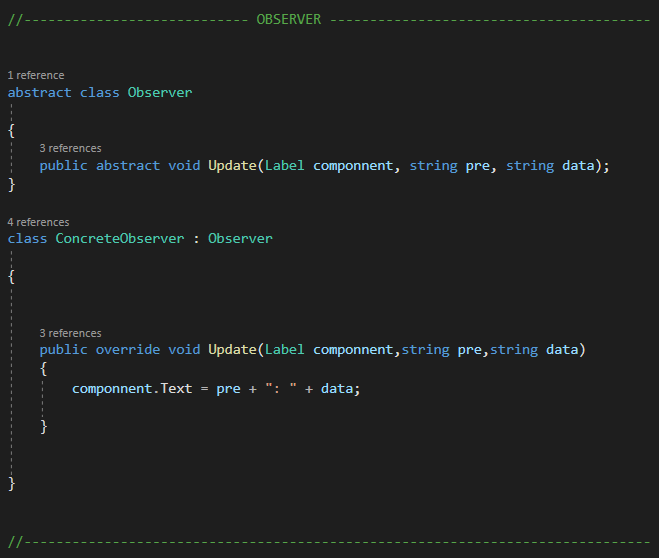 //---------------------------- OBSERVER ----------------------------------------
1 reference
abstract class Observer
{
3 references
public abstract void Update(Label componnent, string pre, string data);
}
4 references
class ConcreteObserver : Observer
{
3 references
public override void Update(Label componnent,string pre,string data)
{
componnent.Text = pre + ": " + data;
}
}
//------------------------------------------------------------------------------